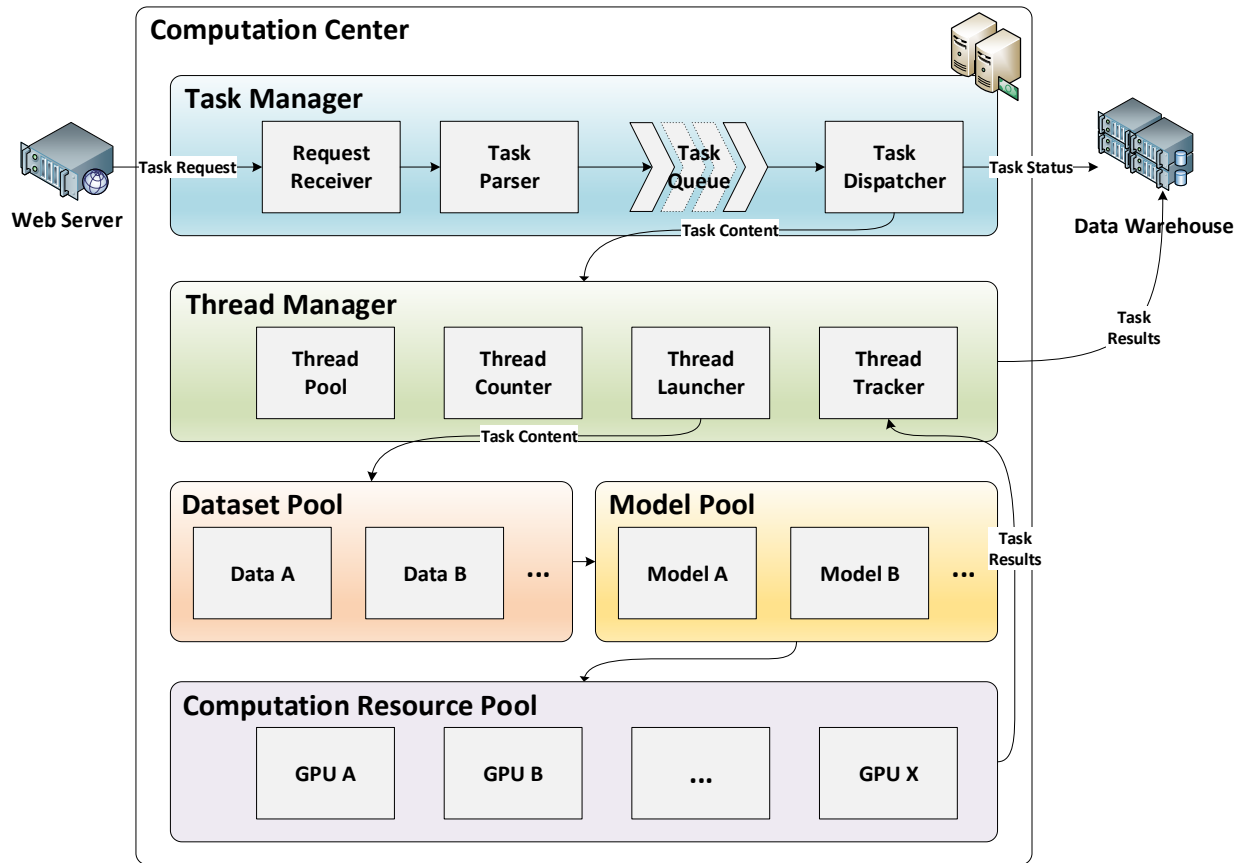 Computation Center
Task Manager
Web Server
Task Request
Request
Receiver
Task
Parser
Task
Queue
Task
Dispatcher
Task Status
Data Warehouse
Task Content
Thread Manager
Thread
Pool
Thread
Counter
Thread
Launcher
Thread
Tracker
Task
Results
Task Content
Dataset Pool
Data A
Data B
...
Model Pool
Model A
Model B
...
Task
Results
Computation Resource Pool
GPU A
GPU B
...
GPU X